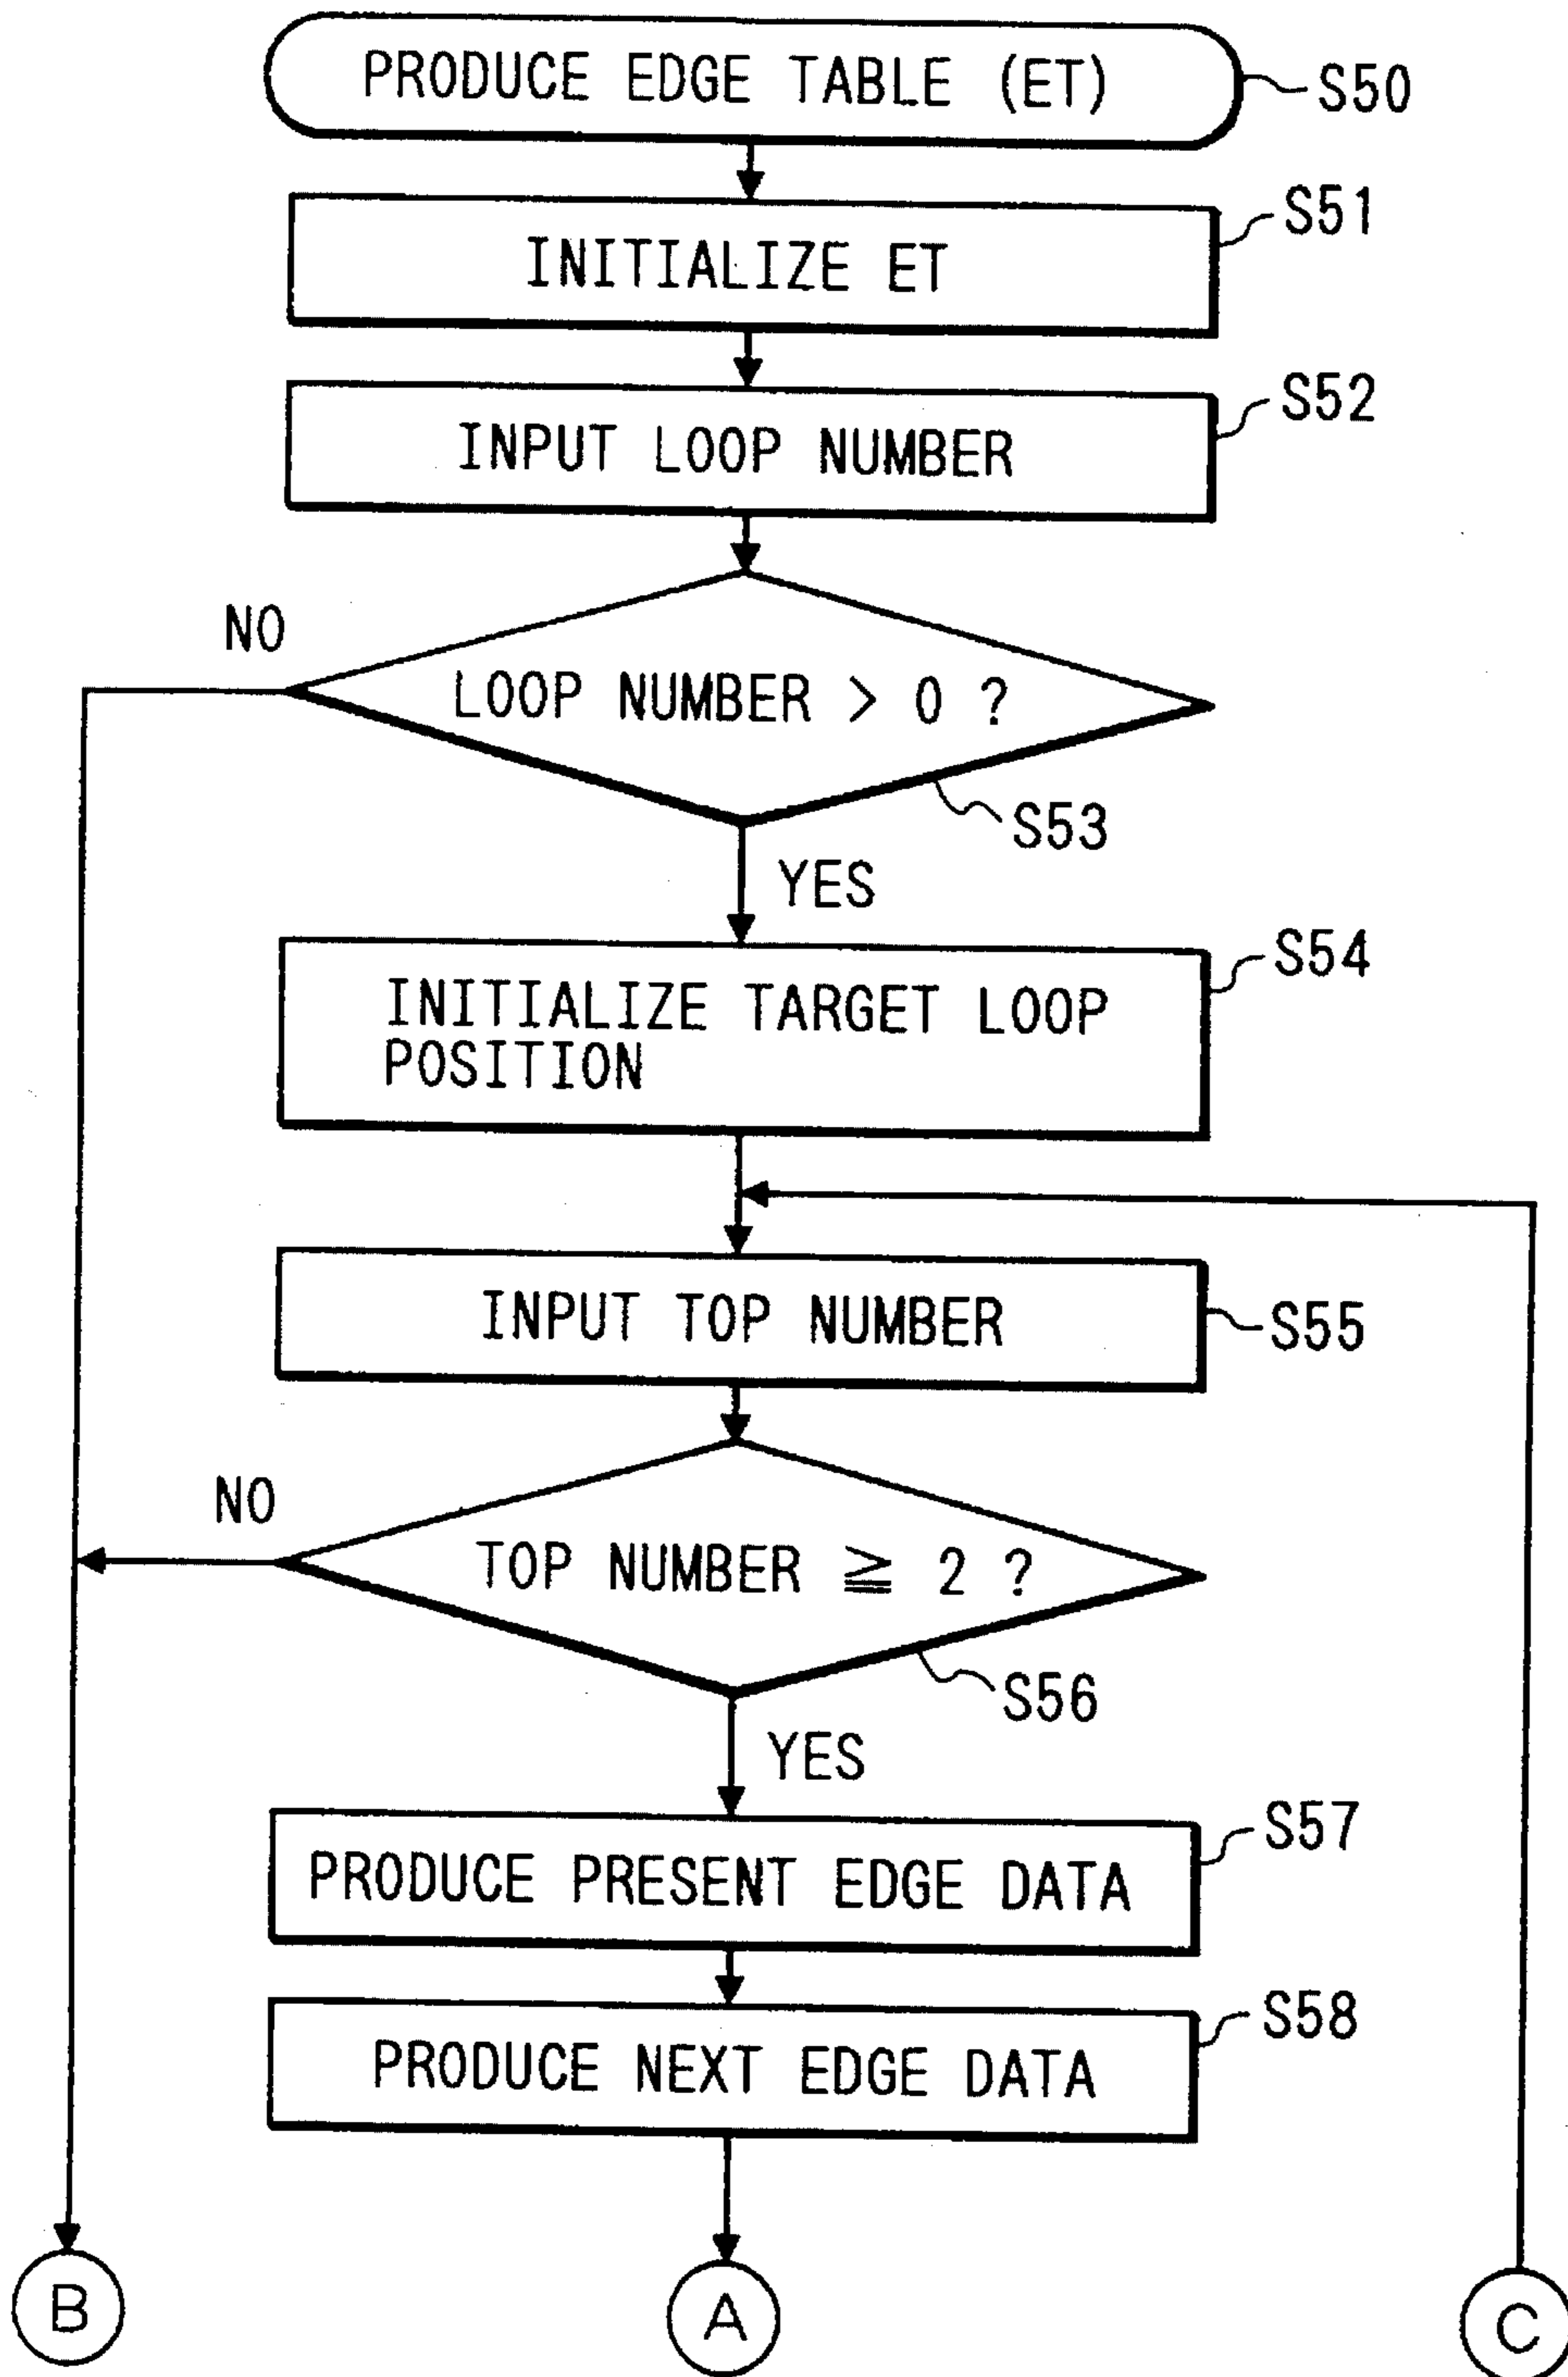 PRODUCE EDGE TABLE (ET)
S50
S51
INITIALIZE ET
S52
INPUT LOOP NUMBER
NO
LOOP NUMBER > 0 ?
S53
YES
S54
INITIALIZE TARGET LOOP
POSITION
INPUT TOP NUMBER
S55
NO
TOP NUMBER ≧ 2 ?
S56
YES
S57
PRODUCE PRESENT EDGE DATA
S58
PRODUCE NEXT EDGE DATA
B
A
C